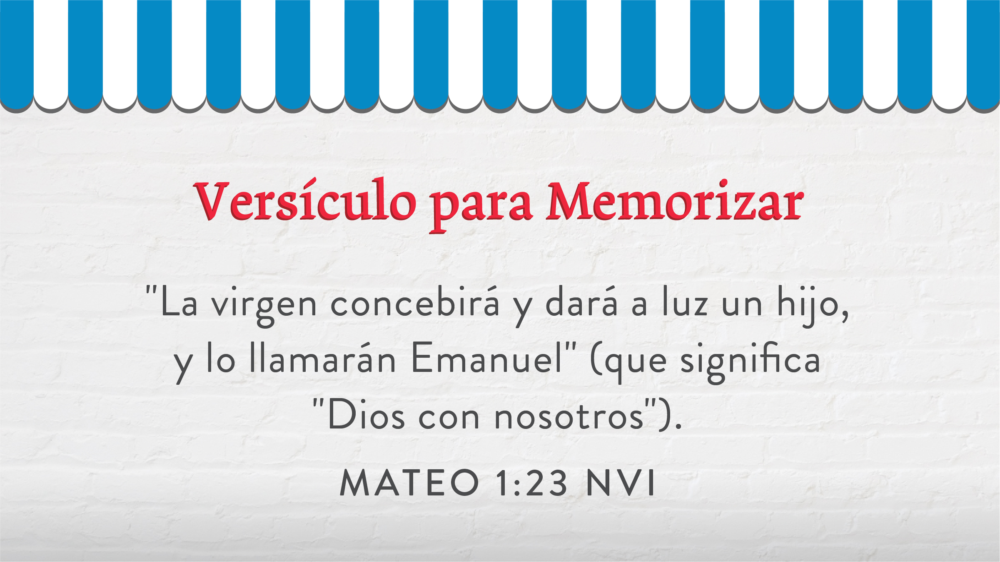 Versículo para Memorizar
"La virgen concebirá y dará a luz un hijo,
y lo llamarán Emanuel" (que significa
"Dios con nosotros").
MATEO 1:23 NVI